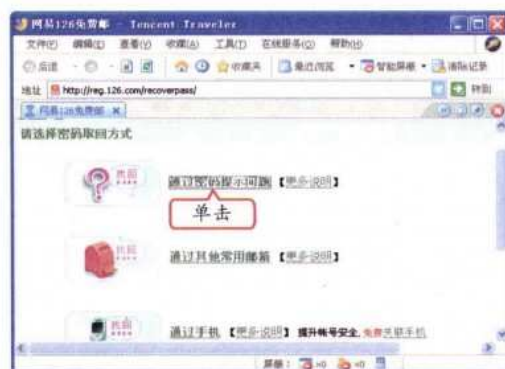 网易126免费邮 - Tencent Traveler
文件(F) 编辑(E) 查看(V) 收藏(A) 工具(T) 在线服务(O) 帮助(H)
后退 收藏夹 最近浏览 智能屏蔽 清除记录
地址 http://reg.126.com/recoverpass/ 转到
网易126免费邮
请选择密码取回方式
通过密码提示问题 【更多说明】
单击
通过其他常用邮箱 【更多说明】
通过手机 【更多说明】 提升帐号安全, 免费关联手机
屏蔽: ×0 ×0